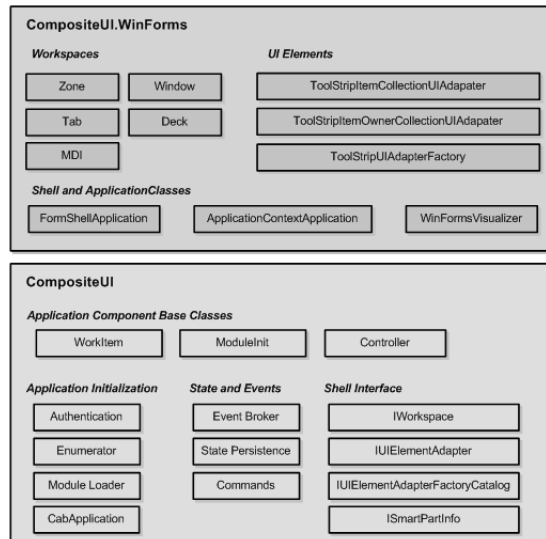 CompositeUI.WinForms
Workspaces
UI Elements
Zone
Window
ToolStripItemCollectionUIAdapater
Tab
Deck
ToolStripItemOwnerCollectionUIAdapater
MDI
ToolStripUIAdapterFactory
Shell and ApplicationClasses
FormShellApplication
ApplicationContextApplication
WinFormsVisualizer
CompositeUI
Application Component Base Classes
WorkItem
ModuleInit
Controller
Application Initialization
State and Events
Shell Interface
Authentication
Event Broker
IWorkspace
Enumerator
State Persistence
IUIElementAdapter
Module Loader
Commands
IUIElementAdapterFactoryCatalog
CabApplication
ISmartPartInfo